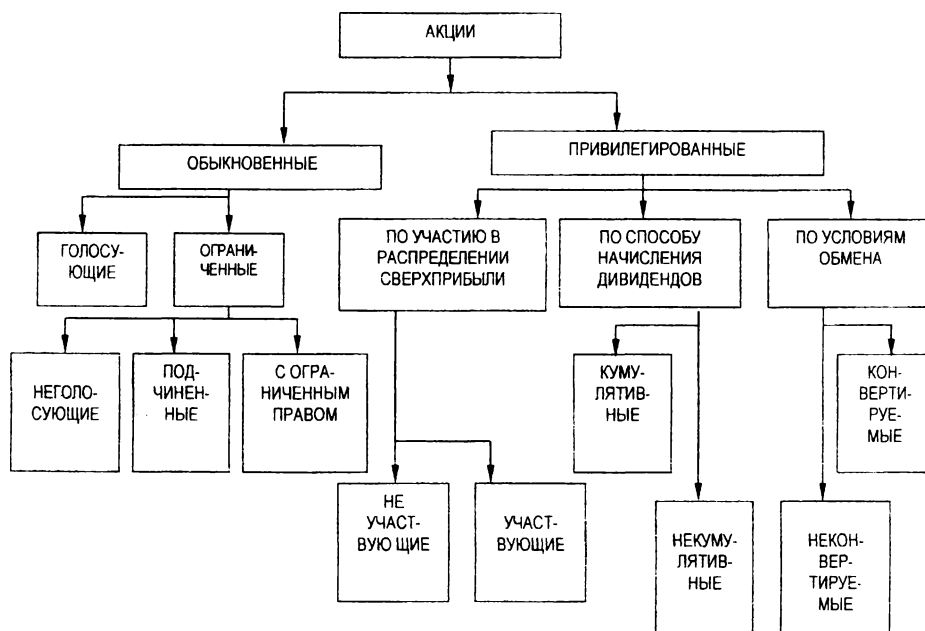 АКЦИИ
ОБЫКНОВЕННЫЕ
ПРИВИЛЕГИРОВАННЫЕ
ГОЛОСУ-
ЮЩИЕ
ОГРАНИ-
ЧЕННЫЕ
ПО УЧАСТИЮ В
РАСПРЕДЕЛЕНИИ
СВЕРХПРИБЫЛИ
ПО СПОСОБУ
НАЧИСЛЕНИЯ
ДИВИДЕНДОВ
ПО УСЛОВИЯМ
ОБМЕНА
НЕГОЛО-
СУЮЩИЕ
ПОД-
ЧИНЕН-
НЫЕ
С ОГРА-
НИЧЕННЫМ
ПРАВОМ
КУМУ-
ЛЯТИВ-
НЫЕ
КОН-
ВЕРТИ-
РУЕ-
МЫЕ
НЕ
УЧАСТ-
ВУЮ ЩИЕ
УЧАСТ-
ВУЮЩИЕ
НЕКУМУ-
ЛЯТИВ-
НЫЕ
НЕКОН-
ВЕР-
ТИРУЕ-
МЫЕ